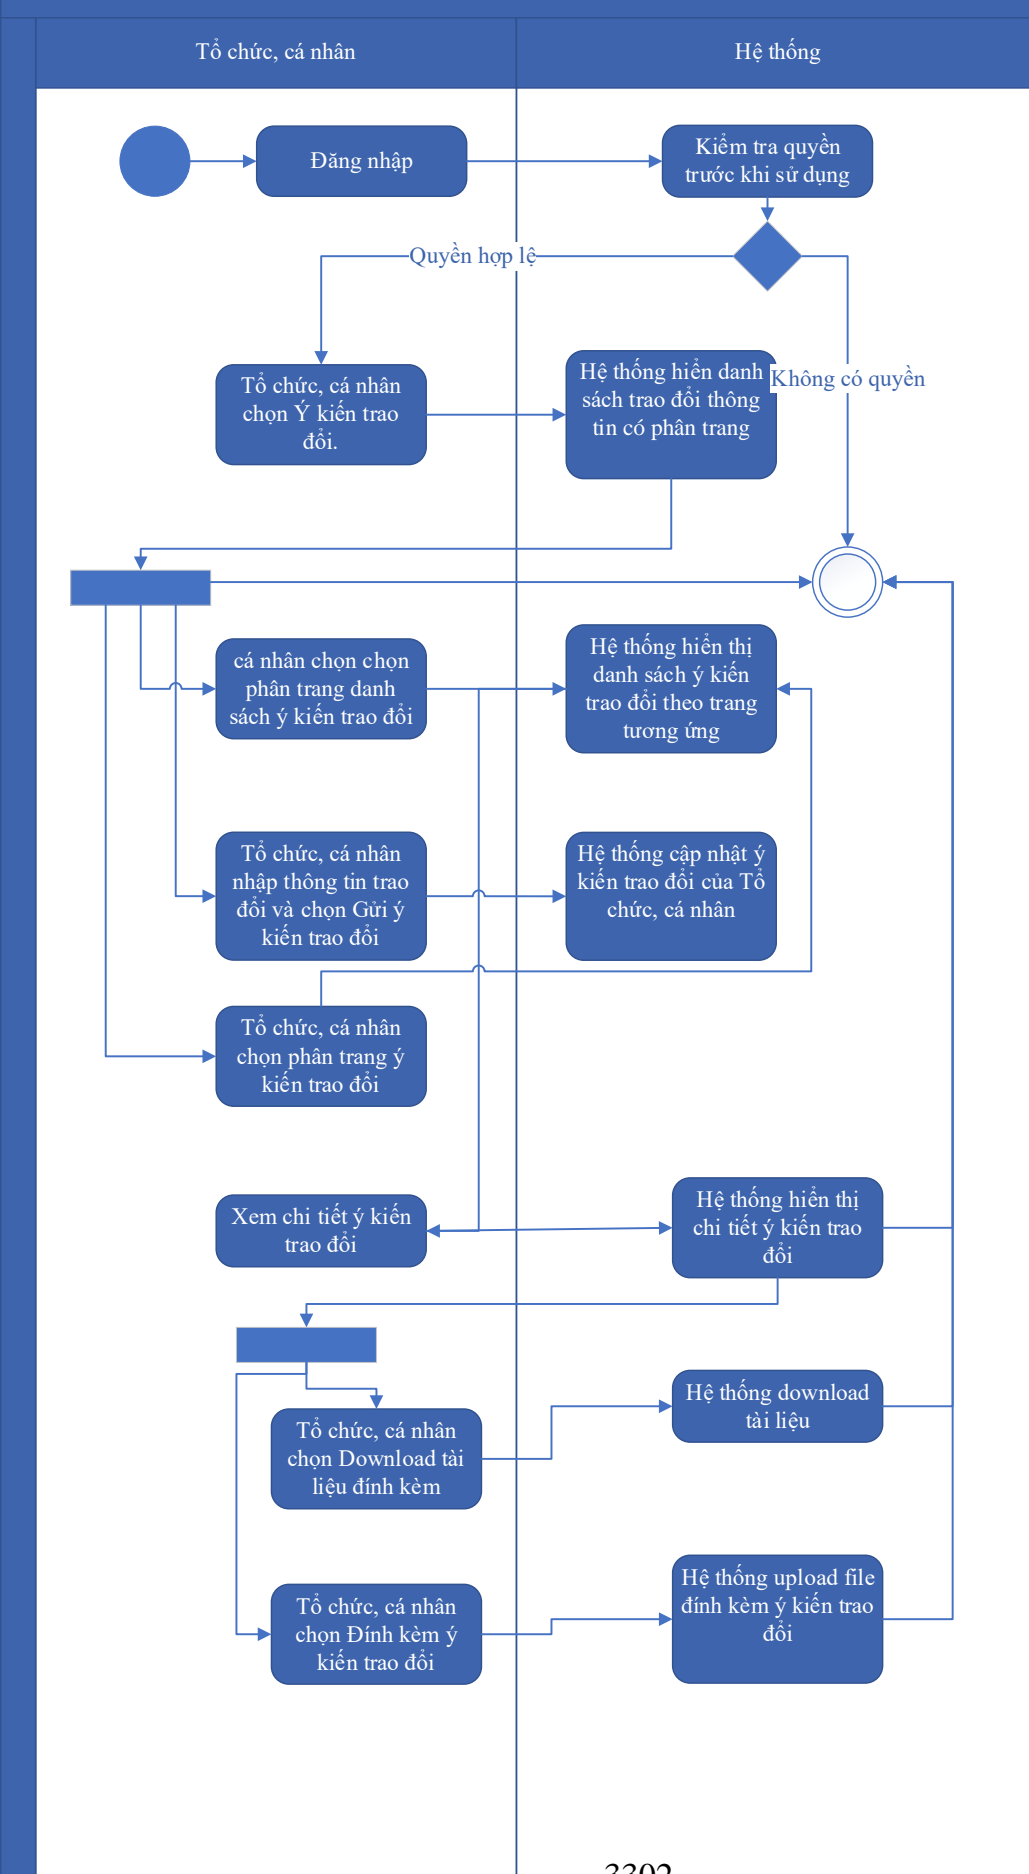 Tổ chức, cá nhân
Hệ thống
Đăng nhập
Kiểm tra quyền
trước khi sử dụng
Quyền hợp lệ
Tổ chức, cá nhân
chọn Ý kiến trao
đổi.
Hệ thống hiển danh
sách trao đổi thông
tin có phân trang
Không có quyền
cá nhân chọn chọn
phân trang danh
sách ý kiến trao đổi
Hệ thống hiển thị
danh sách ý kiến
trao đổi theo trang
tương ứng
Tổ chức, cá nhân
nhập thông tin trao
đổi và chọn Gửi ý
kiến trao đổi
Hệ thống cập nhật ý
kiến trao đổi của Tổ
chức, cá nhân
Tổ chức, cá nhân
chọn phân trang ý
kiến trao đổi
Xem chi tiết ý kiến
trao đổi
Hệ thống hiển thị
chi tiết ý kiến trao
đổi
Tổ chức, cá nhân
chọn Download tài
liệu đính kèm
Hệ thống download
tài liệu
Tổ chức, cá nhân
chọn Đính kèm ý
kiến trao đổi
Hệ thống upload file
đính kèm ý kiến trao
đổi
3302